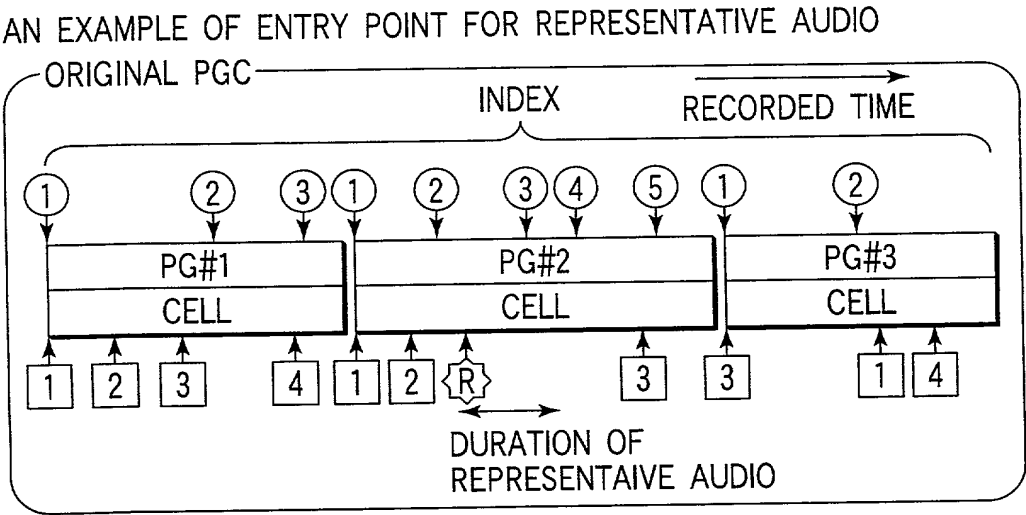 AN EXAMPLE OF ENTRY POINT FOR REPRESENTATIVE AUDIO
ORIGINAL PGC
INDEX
RECORDED TIME
1 2 3 1 2 3 4 5 1 2
PG#1 PG#2 PG#3
CELL CELL CELL
1 2 3 4 1 2 R 3 3 1 4
DURATION OF
REPRESENTAIVE AUDIO